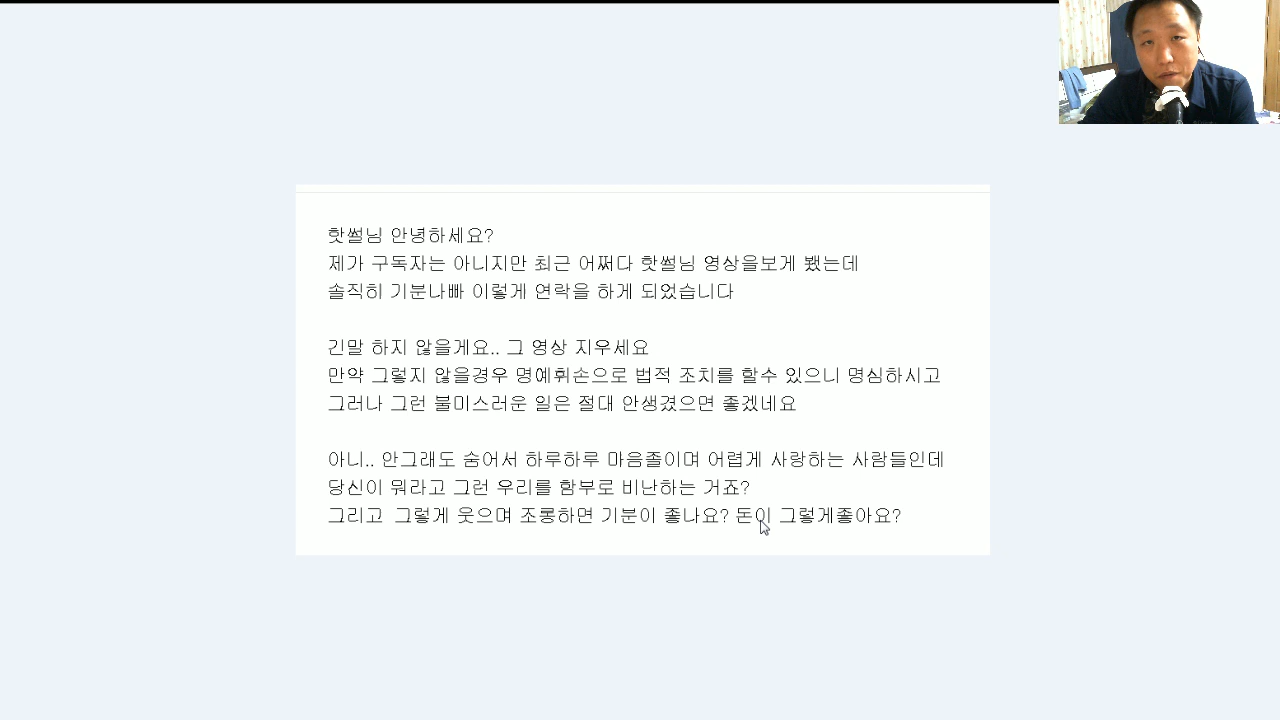 핫썰님 안녕하세요?
제가 구독자는 아니지만 최근 어쩌다 핫썰님 영상을보게 됐는데
솔직히 기분나빠 이렇게 연락을 하게 되었습니다
긴말 하지 않을게요.. 그 영상 지우세요
만약 그렇지 않을경우 명예휘손으로 법적 조치를 할수 있으니 명심하시고
그러나 그런 불미스러운 일은 절대 안생겼으면 좋겠네요
아니.. 안그래도 숨어서 하루하루 마음졸이며 어렵게 사랑하는 사람들인데
당신이 뭐라고 그런 우리를 함부로 비난하는 거죠?
그리고 그렇게 웃으며 조롱하면 기분이 좋나요? 돈이 그렇게좋아요?